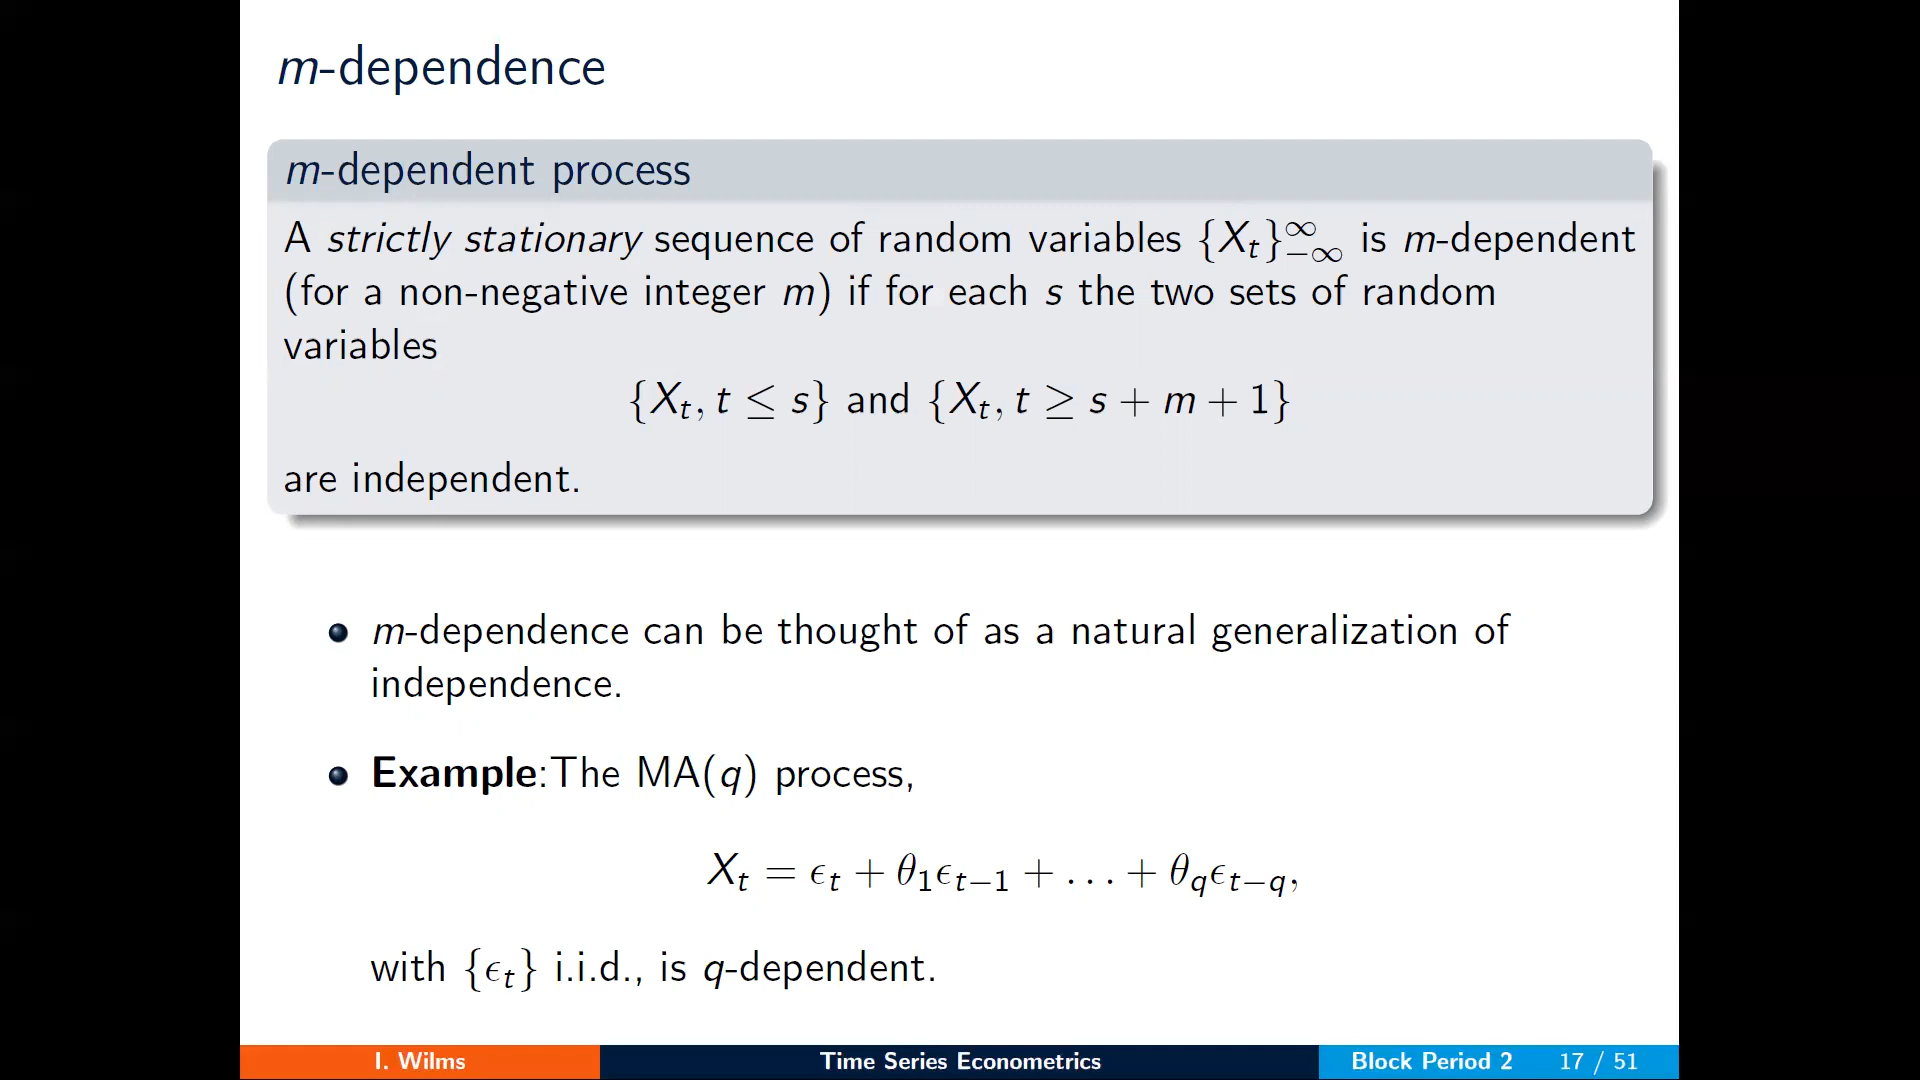 m-dependence
m-dependent process
A strictly stationary sequence of random variables {X_t}_{-∞}^{∞} is m-dependent
(for a non-negative integer m) if for each s the two sets of random
variables
{X_t, t ≤ s} and {X_t, t ≥ s + m + 1}
are independent.
m-dependence can be thought of as a natural generalization of
independence.
Example:The MA(q) process,
X_t = ϵ_t + θ_1ϵ_{t−1} + . . . + θ_qϵ_{t−q},
with {ϵ_t} i.i.d., is q-dependent.
I. Wilms Time Series Econometrics Block Period 2 17 / 51